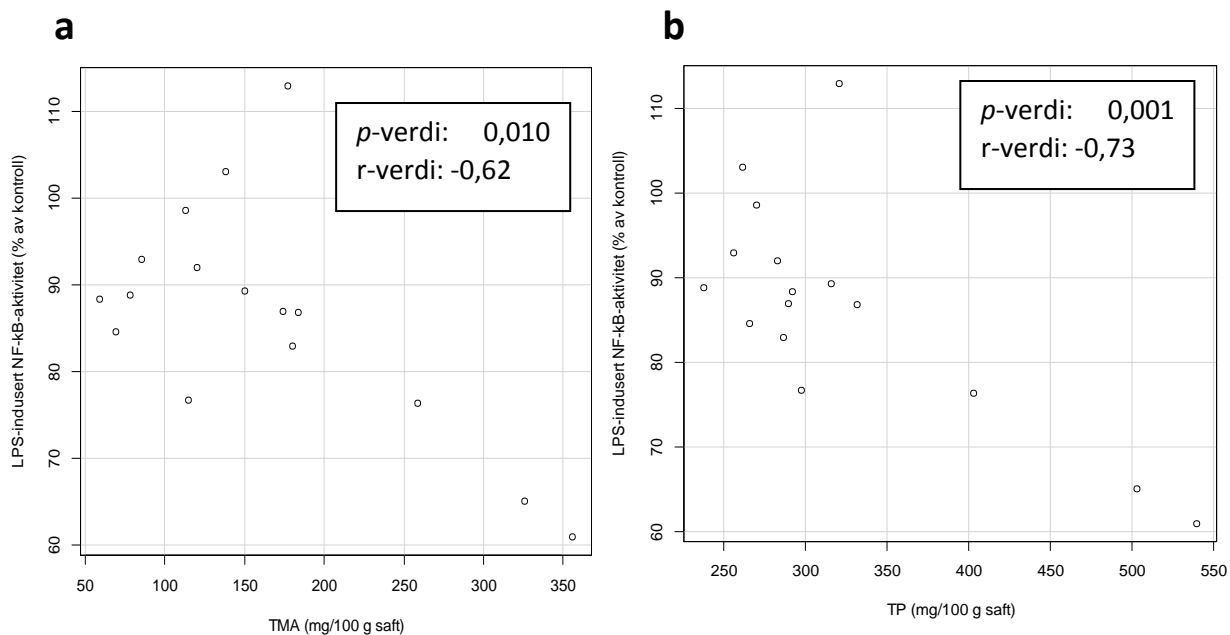 a
LPS-indusert NF-kB-aktivitet (% av kontroll)
110
100
90
80
70
60
p-verdi: 0,010
r-verdi: -0,62
50 100 150 200 250 300 350
TMA (mg/100 g saft)
b
LPS-indusert NF-kB-aktivitet (% av kontroll)
110
100
90
80
70
60
p-verdi: 0,001
r-verdi: -0,73
250 300 350 400 450 500 550
TP (mg/100 g saft)